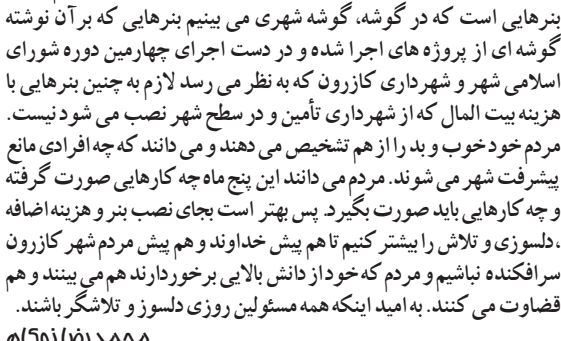 بنرهایی است که در گوشه، گوشه شهری می بینیم بنرهایی که بر آن نوشته
گوشه ای از پروژه های اجرا شده و در دست اجرای چهارمین دوره شورای
اسلامی شهر و شهرداری کازرون که به نظر می رسد لازم به چنین بنرهایی با
هزینه بیت المال که از شهرداری تأمین و در سطح شهر نصب می شود نیست.
مردم خود خوب و بد را از هم تشخیص می دهند و می دانند که چه افرادی مانع
پیشرفت شهر می شوند. مردم می دانند این پنج ماه چه کارهایی صورت گرفته
و چه کارهایی باید صورت بگیرد. پس بهتر است بجای نصب بنر و هزینه اضافه
،دلسوزی و تلاش را بیشتر کنیم تا هم پیش خداوند و هم پیش مردم شهر کازرون
سرافکنده نباشیم و مردم که خود از دانش بالایی برخوردارند هم می بینند و هم
قضاوت می کنند. به امید اینکه همه مسئولین روزی دلسوز و تلاشگر باشند.